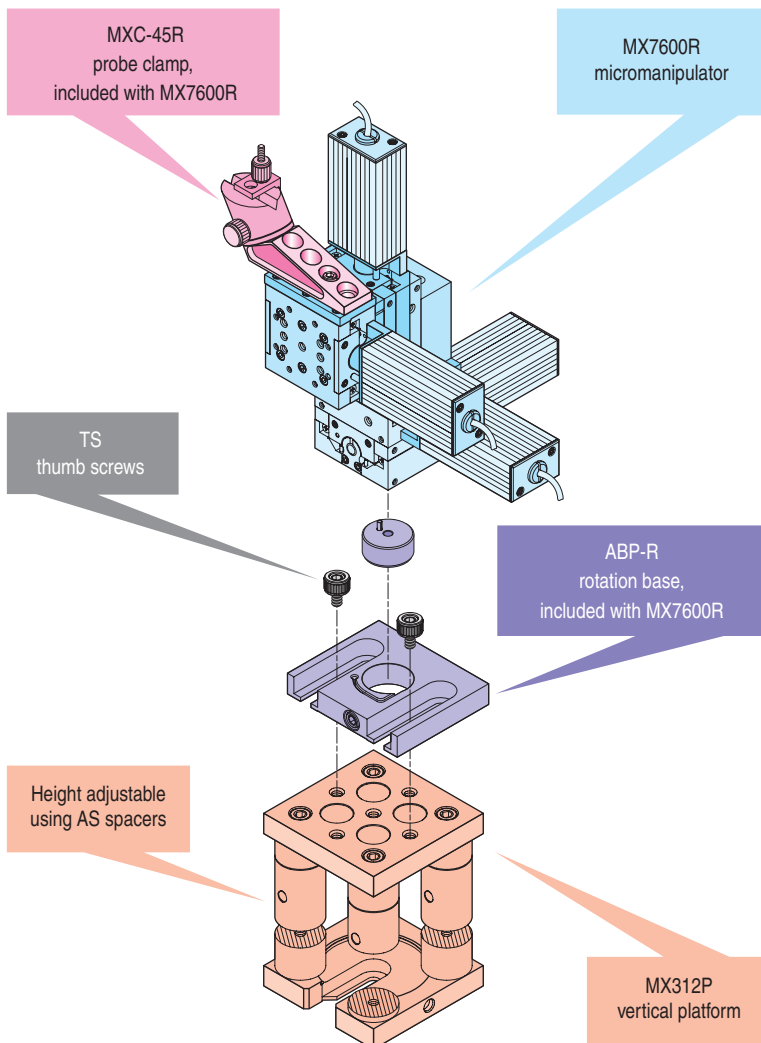 MXC-45R
probe clamp,
included with MX7600R
MX7600R
micromanipulator
TS
thumb screws
ABP-R
rotation base,
included with MX7600R
Height adjustable
using AS spacers
MX312P
vertical platform